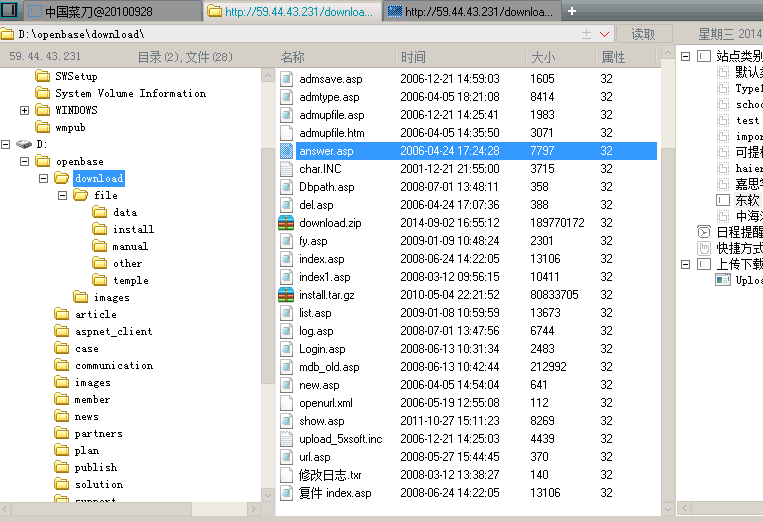 中国菜刀@20100928 http://59.44.43.231/downloa... http://59.44.43.231/downloa... +
D:\openbase\download\ 读取 星期三 2014
59.44.43.231 目录(2),文件(28) 名称 时间 大小 属性
SWSetup
System Volume Information
WINDOWS
wmpub
D:
openbase
download
file
data
install
manual
other
temple
images
article
aspnet_client
case
communication
images
member
news
partners
plan
publish
solution
support
admsave.asp 2006-12-21 14:59:03 1605 32
admtype.asp 2006-04-05 18:21:08 8414 32
admupfile.asp 2006-12-21 14:25:41 1983 32
admupfile.htm 2006-04-05 14:35:50 3071 32
answer.asp 2006-04-24 17:24:28 7797 32
char.INC 2001-12-21 21:55:00 3715 32
Dbpath.asp 2008-07-01 13:48:11 358 32
del.asp 2006-04-24 17:07:36 388 32
download.zip 2014-09-02 16:55:12 189770172 32
fy.asp 2009-01-09 10:48:24 2301 32
index.asp 2008-06-24 14:22:05 13106 32
index1.asp 2008-03-12 09:56:15 10411 32
install.tar.gz 2010-05-04 22:21:52 80833705 32
list.asp 2009-01-08 10:59:59 13673 32
log.asp 2008-07-01 13:47:56 6744 32
Login.asp 2008-06-13 10:31:34 2483 32
mdb_old.asp 2008-06-13 10:42:44 212992 32
new.asp 2006-04-05 14:54:04 641 32
openurl.xml 2006-05-19 12:55:08 112 32
show.asp 2011-10-27 15:11:23 8269 32
upload_5xsoft.inc 2006-12-21 14:25:03 4439 32
url.asp 2008-05-27 15:44:45 370 32
修改日志.txr 2008-03-12 13:38:27 140 32
复件 index.asp 2008-06-24 14:22:05 13106 32
站点类别
默认类
Type1
schoo
test
impor
可提权
haier
嘉思学
东软
中海油
日程提醒
快捷方式
上传下载
Uploa